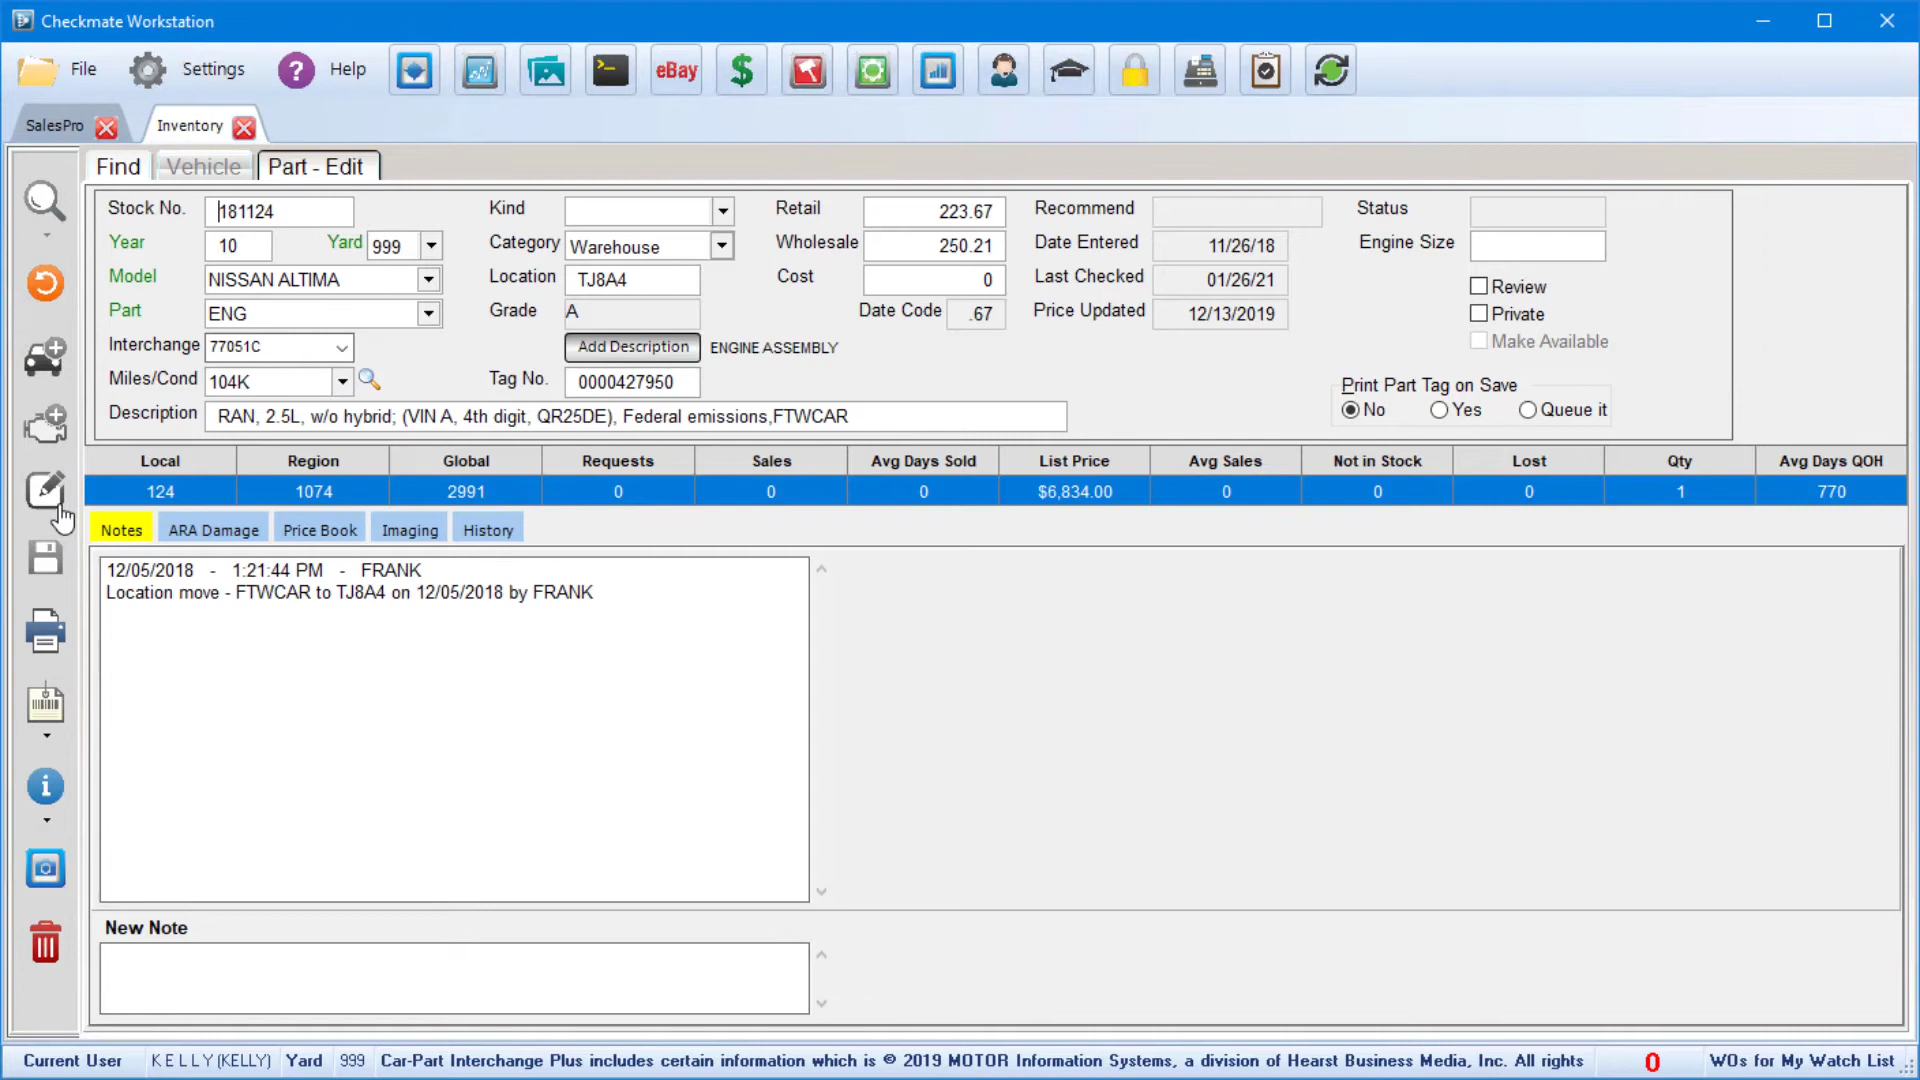 Checkmate Workstation
File Settings Help eBay
SalesPro Inventory
Find Vehicle Part - Edit
Stock No. 181124 Kind Retail 223.67 Recommend Status
Year 10 Yard 999 Category Warehouse Wholesale 250.21 Date Entered 11/26/18 Engine Size
Model NISSAN ALTIMA Location TJ8A4 Cost 0 Last Checked 01/26/21 Review
Part ENG Grade A Date Code .67 Price Updated 12/13/2019 Private
Interchange 77051C Add Description ENGINE ASSEMBLY Make Available
Miles/Cond 104K Tag No. 0000427950 Print Part Tag on Save
Description RAN, 2.5L, w/o hybrid; (VIN A, 4th digit, QR25DE), Federal emissions,FTWCAR No Yes Queue it
Local Region Global Requests Sales Avg Days Sold List Price Avg Sales Not in Stock Lost Qty Avg Days QOH
124 1074 2991 0 0 0 $6,834.00 0 0 0 1 770
Notes ARA Damage Price Book Imaging History
12/05/2018 - 1:21:44 PM - FRANK
Location move - FTWCAR to TJ8A4 on 12/05/2018 by FRANK
New Note
Current User KELLY (KELLY) Yard 999 Car-Part Interchange Plus includes certain information which is © 2019 MOTOR Information Systems, a division of Hearst Business Media, Inc. All rights 0 WOs for My Watch List